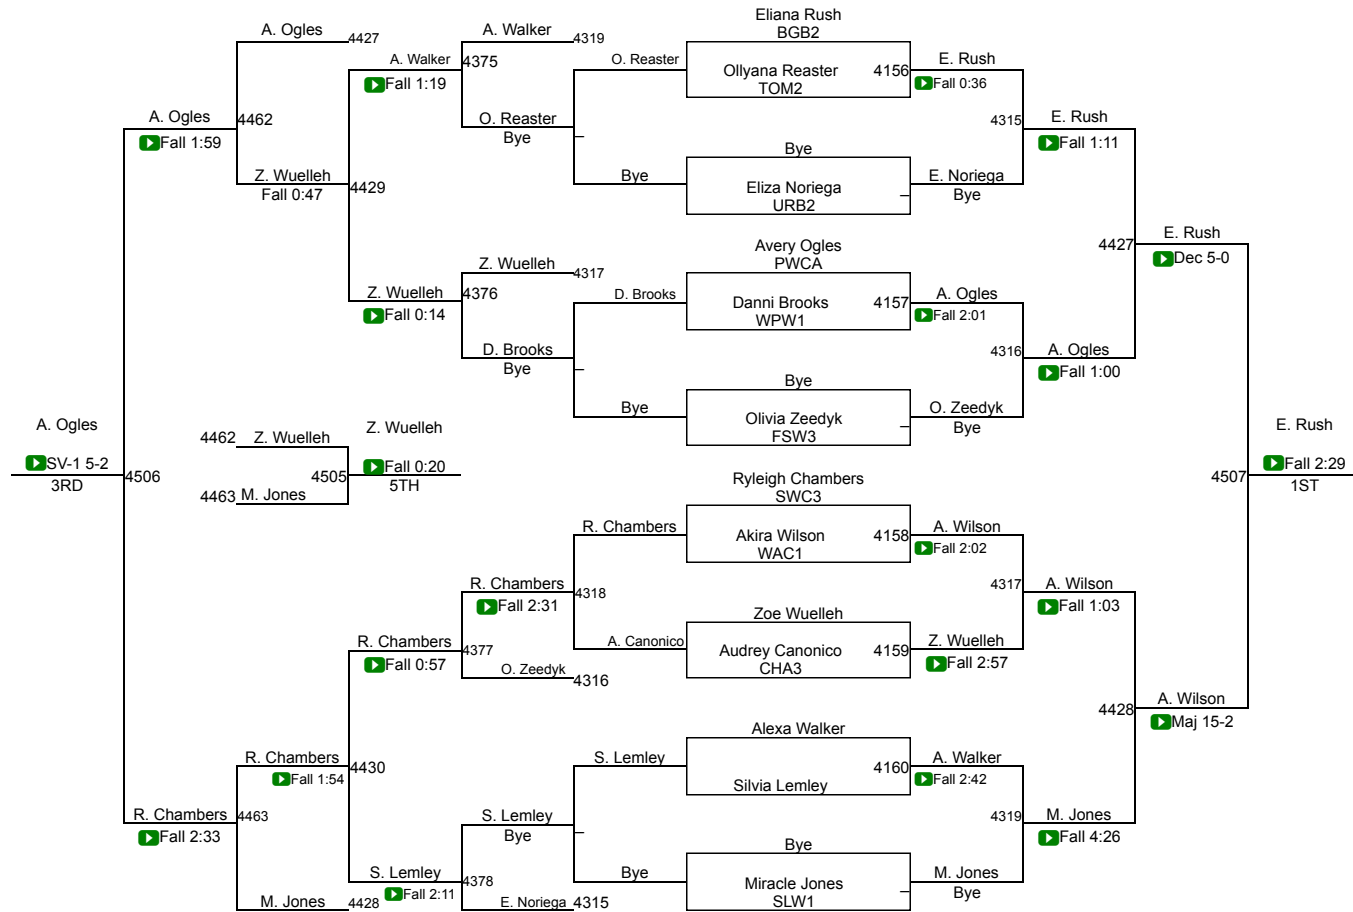 Eliana Rush
BGB2
A. Ogles
4427
A. Walker
4319
A. Walker
4375
Fall 1:19
O. Reaster
Ollyana Reaster
TOM2
4156
E. Rush
Fall 0:36
A. Ogles
4462
Fall 1:59
O. Reaster
Bye
4315
E. Rush
Fall 1:11
Bye
Z. Wuelleh
Fall 0:47
4429
Bye
Eliza Noriega
URB2
E. Noriega
Bye
4427
E. Rush
Dec 5-0
Avery Ogles
PWCA
Z. Wuelleh
4317
Z. Wuelleh
4376
Fall 0:14
D. Brooks
Danni Brooks
WPW1
4157
A. Ogles
Fall 2:01
D. Brooks
Bye
4316
A. Ogles
Fall 1:00
Bye
Bye
Olivia Zeedyk
FSW3
O. Zeedyk
Bye
A. Ogles
SV-1 5-2
3RD
4506
4462
Z. Wuelleh
4505
4463
M. Jones
Z. Wuelleh
Fall 0:20
5TH
E. Rush
4507
Fall 2:29
1ST
Ryleigh Chambers
SWC3
R. Chambers
Akira Wilson
WAC1
4158
A. Wilson
Fall 2:02
R. Chambers
4318
Fall 2:31
4317
A. Wilson
Fall 1:03
Zoe Wuelleh
R. Chambers
4377
Fall 0:57
A. Canonico
Audrey Canonico
CHA3
4159
Z. Wuelleh
Fall 2:57
O. Zeedyk
4316
4428
A. Wilson
Maj 15-2
Alexa Walker
R. Chambers
4430
Fall 1:54
S. Lemley
4160
Silvia Lemley
A. Walker
Fall 2:42
R. Chambers
4463
Fall 2:33
S. Lemley
Bye
4319
M. Jones
Fall 4:26
Bye
S. Lemley
4378
Fall 2:11
Bye
Miracle Jones
SLW1
M. Jones
Bye
M. Jones
4428
E. Noriega
4315